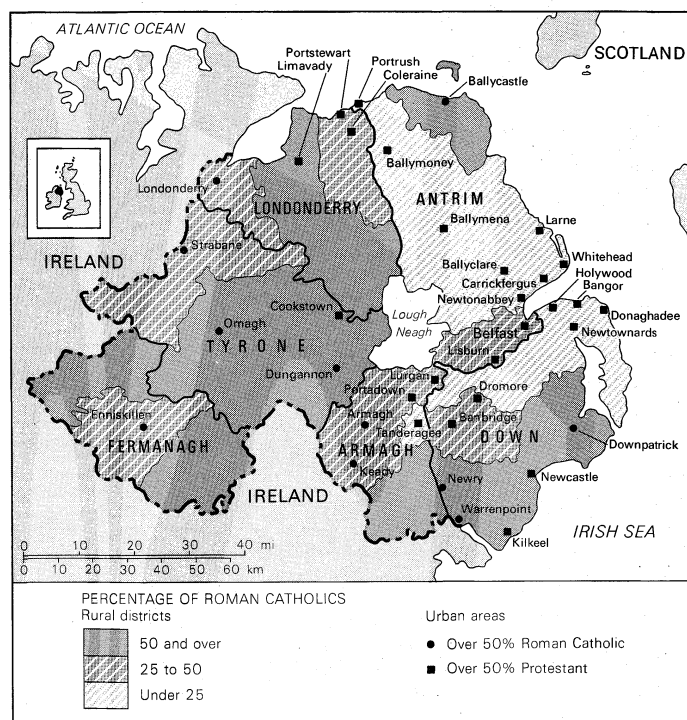 ATLANTIC OCEAN
SCOTLAND
Portstewart
Limavady
Portrush
Coleraine
Ballycastle
Ballymoney
Londonderry
LONDONDERRY
ANTRIM
Ballymena
Larne
Strabane
IRELAND
Whitehead
Ballyclare
Holywood
Carrickfergus
Bangor
Newtonabbey
Cookstown
Lough
Neagh
Donaghadee
Omagh
Belfast
Newtownards
TYRONE
Lisburn
Dungannon
Lurgan
Portadown
Dromore
Enniskillen
Armagh
Banbridge
Tanderagee
DOWN
FERMANAGH
ARMAGH
Downpatrick
Keady
Newry
Newcastle
IRELAND
Warrenpoint
IRISH SEA
Kilkeel
0 20 40 mi
0 10 20 30 40 50 60 km
PERCENTAGE OF ROMAN CATHOLICS
Rural districts
50 and over
25 to 50
Under 25
Urban areas
Over 50% Roman Catholic
Over 50% Protestant